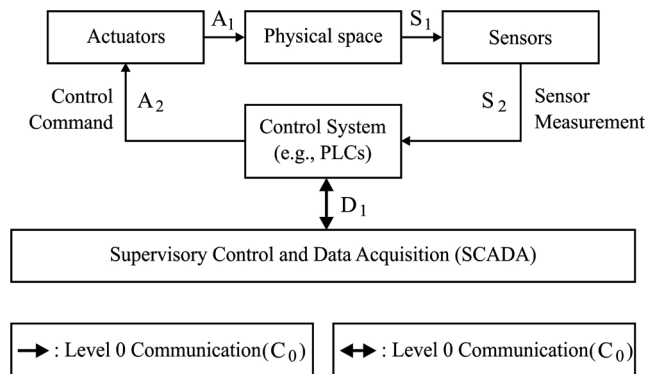 Actuators
A1
Physical space
S1
Sensors
Control
Command
A2
Control System
(e.g., PLCs)
S2
Sensor
Measurement
D1
Supervisory Control and Data Acquisition (SCADA)
: Level 0 Communication(C0)
: Level 0 Communication(C0)